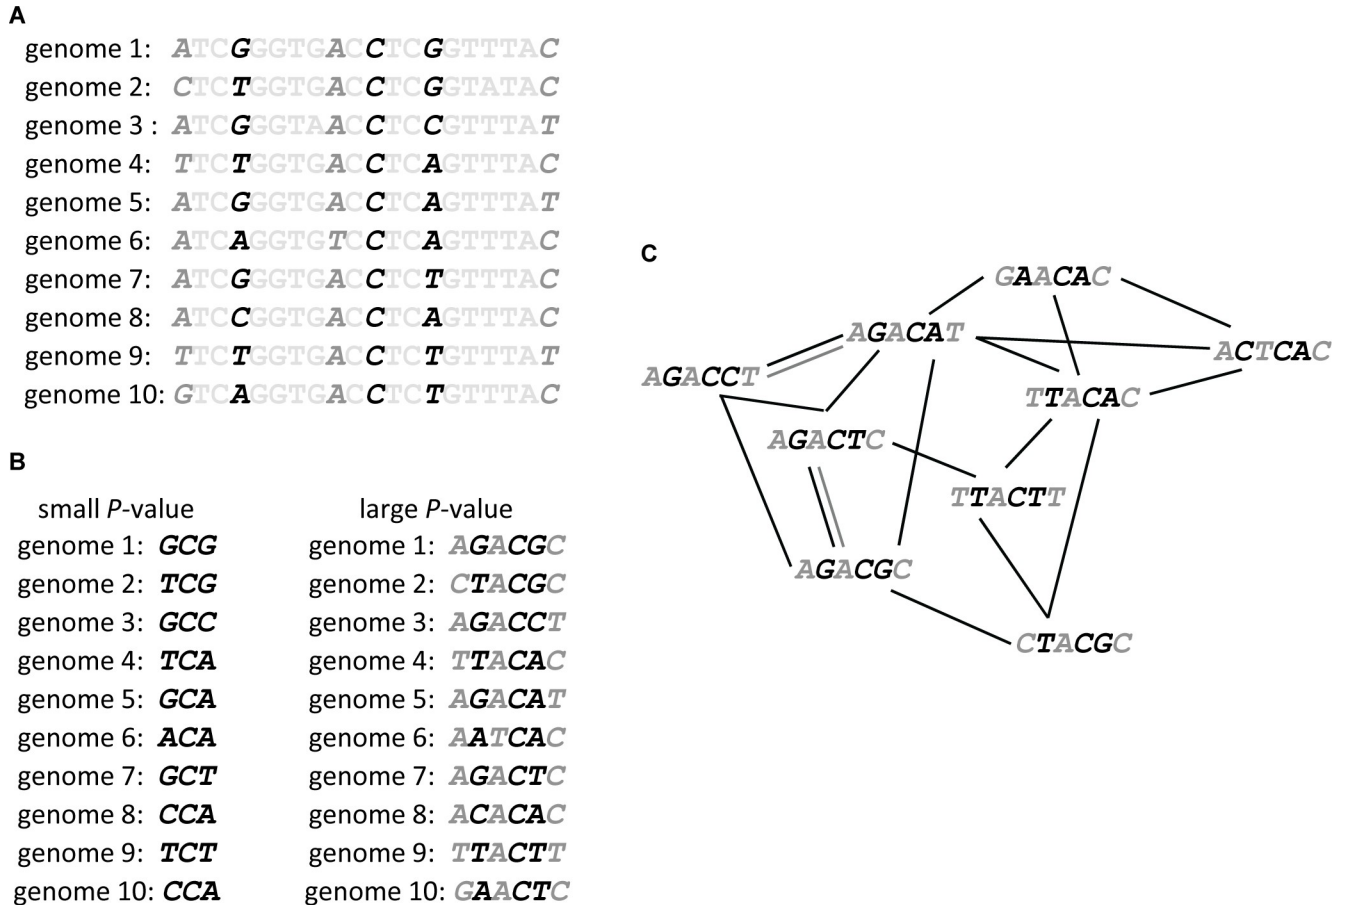 A
genome 1: ATCGGGTGACCTCGGTTTAC
genome 2: CTCTGGTGACCTCGGTATAC
genome 3 : ATCGGGTAACCTCCGTTTAT
genome 4: TTCTGGTGACCTCAGTTTAC
genome 5: ATCGGGTGACCTCAGTTTAT
genome 6: ATCAGGTGTCCTCAGTTTAC
genome 7: ATCGGGTGACCTCTGTTTAC
genome 8: ATCCGGTGACCTCAGTTTAC
genome 9: TTCTGGTGACCTCTGTTTAT
genome 10: GTCAGGTGACCTCTGTTTAC
B
small P-value
genome 1: GCG
genome 2: TCG
genome 3: GCC
genome 4: TCA
genome 5: GCA
genome 6: ACA
genome 7: GCT
genome 8: CCA
genome 9: TCT
genome 10: CCA
large P-value
genome 1: AGACGC
genome 2: CTACGC
genome 3: AGACCT
genome 4: TTACAC
genome 5: AGACAT
genome 6: AATCAC
genome 7: AGACTC
genome 8: ACACAC
genome 9: TTACTT
genome 10: GAACTC
C
GAACAC
AGACAT
ACTCAC
AGACCT
TTACAC
AGACTC
TTACTT
AGACGC
CTACGC